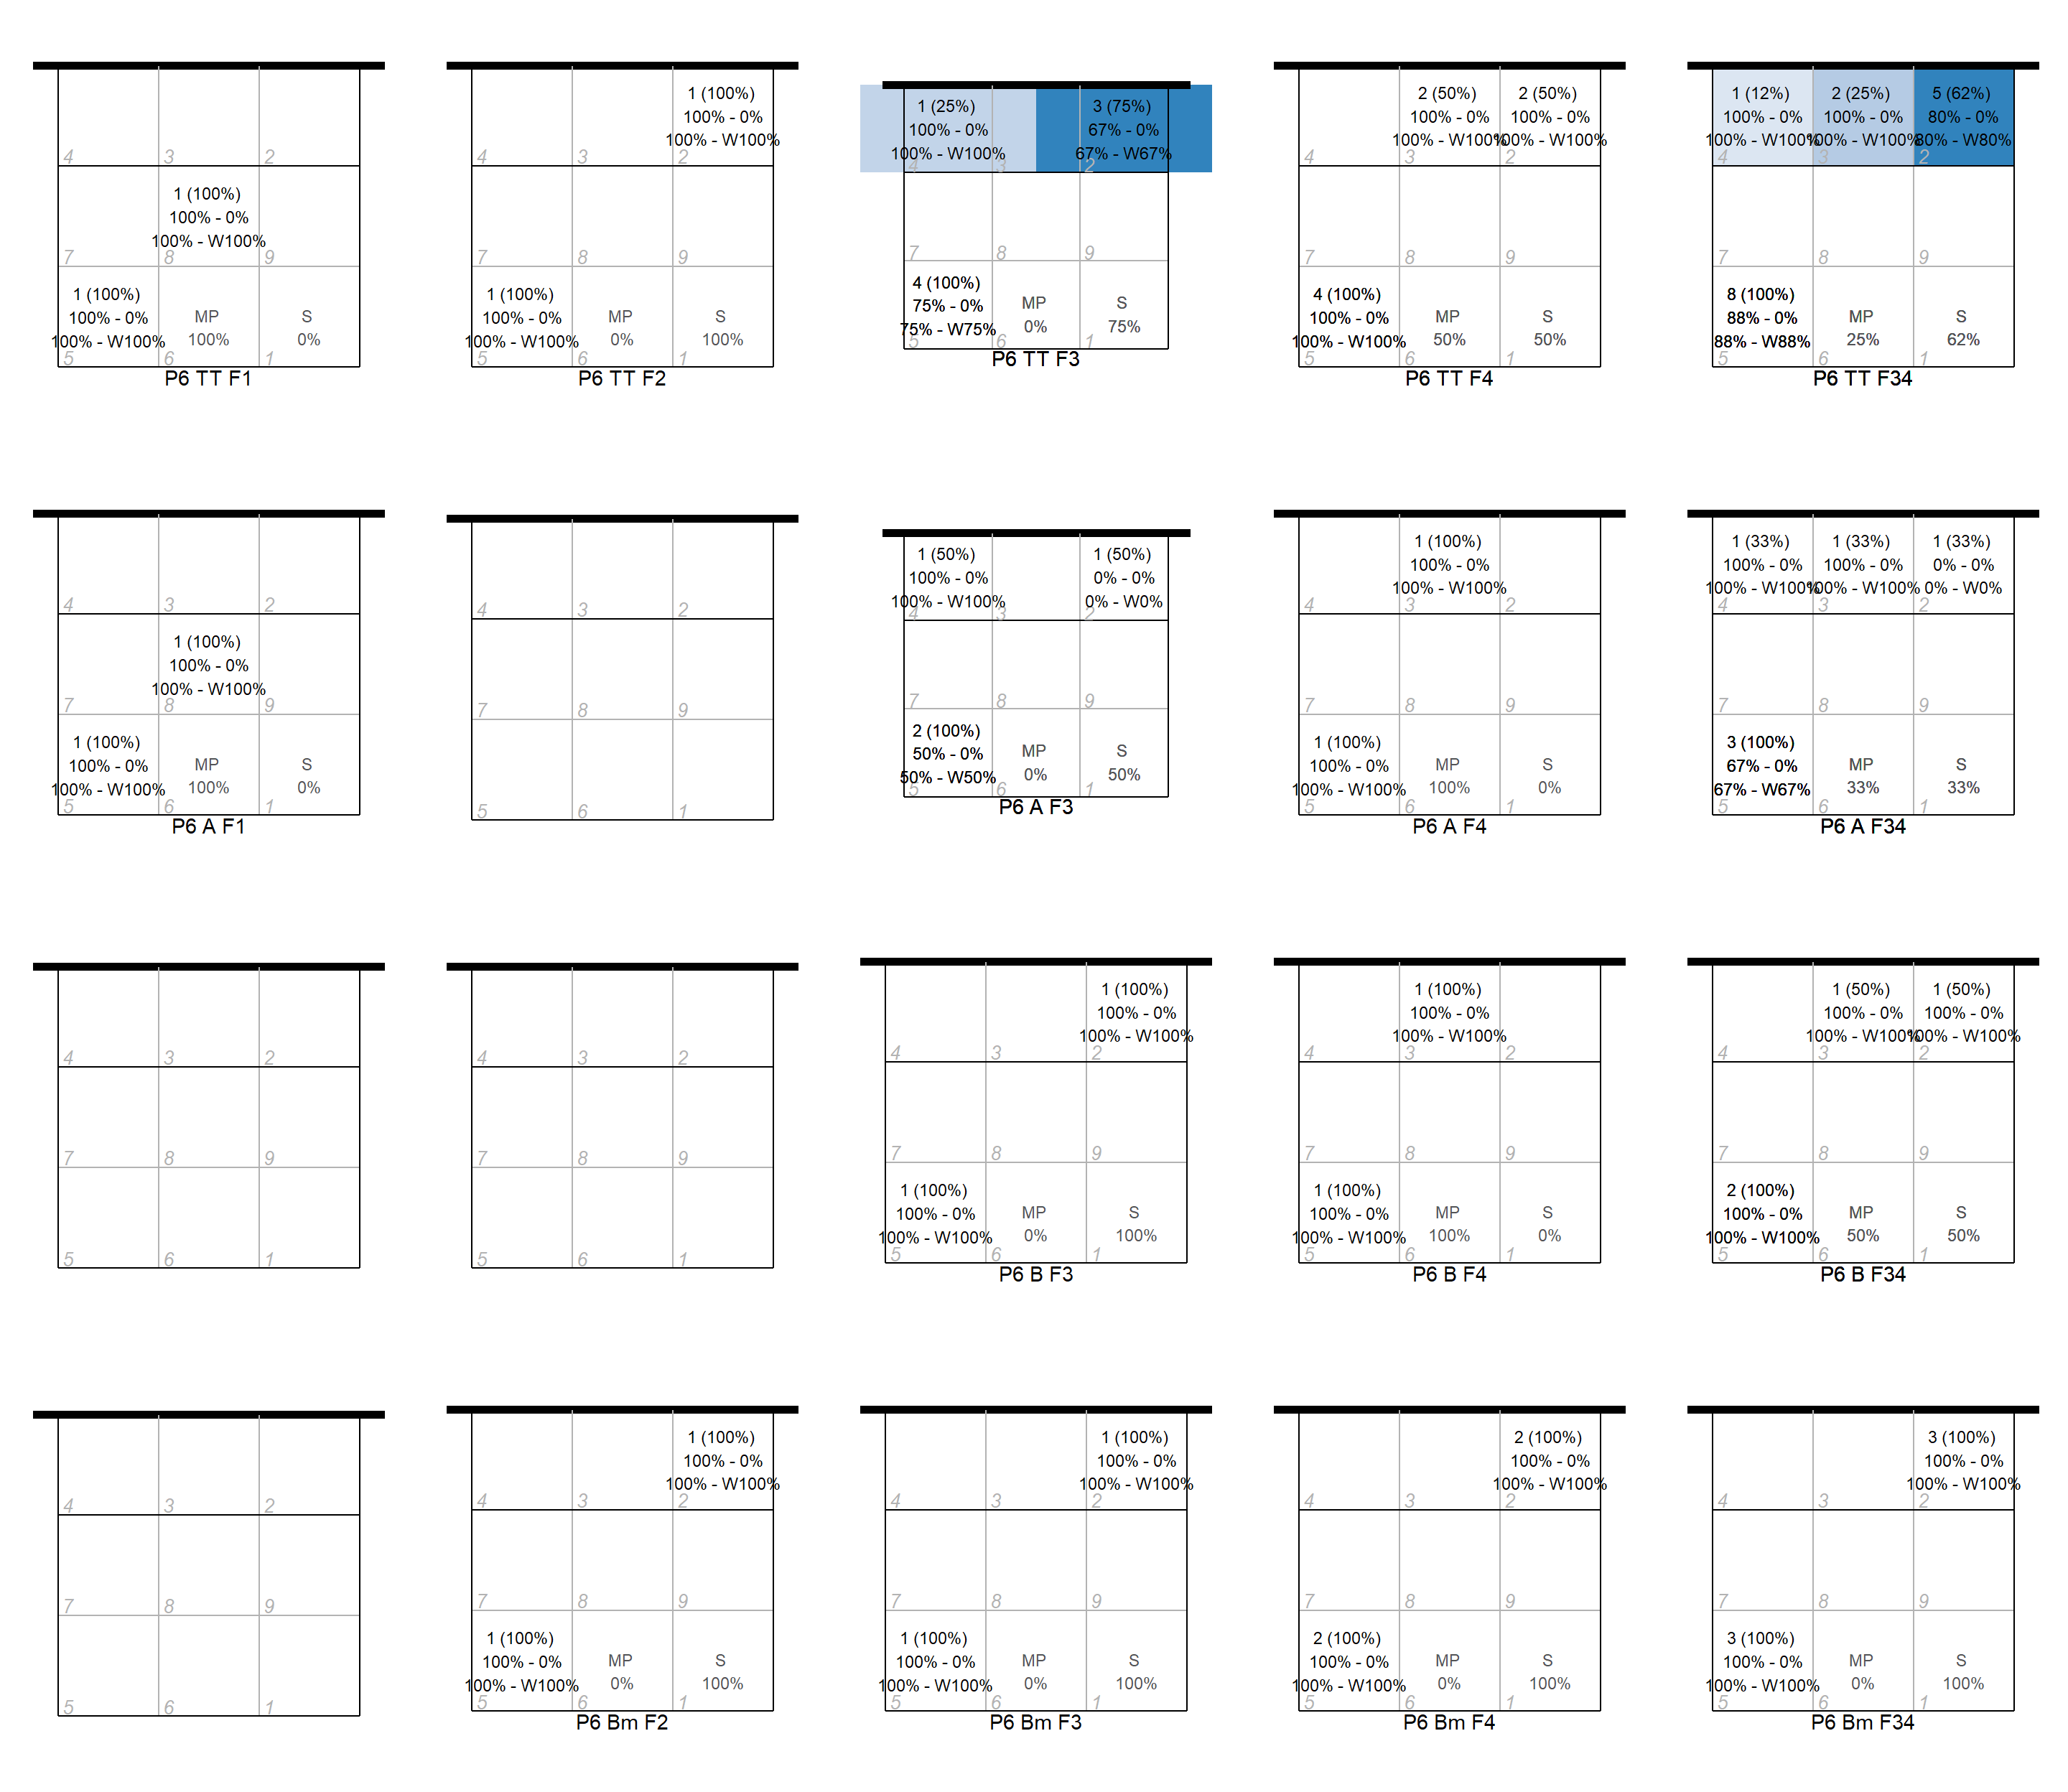 1 (100%)
100% - 0%
100% - W100%
4 3 2
7 8 9
1 (100%)
100% - 0%
100% - W100%
MP
100%
S
0%
5 6 1
P6 TT F1
1 (100%)
100% - 0%
100% - W100%
4 3 2
7 8 9
1 (100%)
100% - 0%
100% - W100%
MP
0%
S
100%
5 6 1
P6 TT F2
1 (25%)
100% - 0%
100% - W100%
3 (75%)
67% - 0%
67% - W67%
4 3 2
7 8 9
4 (100%)
75% - 0%
75% - W75%
MP
0%
S
75%
5 6 1
P6 TT F3
2 (50%)
100% - 0%
100% - W100%
2 (50%)
100% - 0%
100% - W100%
4 3 2
7 8 9
4 (100%)
100% - 0%
100% - W100%
MP
50%
S
50%
5 6 1
P6 TT F4
1 (12%)
100% - 0%
100% - W100%
2 (25%)
100% - 0%
100% - W100%
5 (62%)
80% - 0%
80% - W80%
4 3 2
7 8 9
8 (100%)
88% - 0%
88% - W88%
MP
25%
S
62%
5 6 1
P6 TT F34
1 (100%)
100% - 0%
100% - W100%
4 3 2
7 8 9
1 (100%)
100% - 0%
100% - W100%
MP
100%
S
0%
5 6 1
P6 A F1
4 3 2
7 8 9
5 6 1
1 (50%)
100% - 0%
100% - W100%
1 (50%)
0% - 0%
0% - W0%
4 3 2
7 8 9
2 (100%)
50% - 0%
50% - W50%
MP
0%
S
50%
5 6 1
P6 A F3
1 (100%)
100% - 0%
100% - W100%
4 3 2
7 8 9
1 (100%)
100% - 0%
100% - W100%
MP
100%
S
0%
5 6 1
P6 A F4
1 (33%)
100% - 0%
100% - W100%
1 (33%)
100% - 0%
100% - W100%
1 (33%)
0% - 0%
0% - W0%
4 3 2
7 8 9
3 (100%)
67% - 0%
67% - W67%
MP
33%
S
33%
5 6 1
P6 A F34
4 3 2
7 8 9
5 6 1
4 3 2
7 8 9
5 6 1
1 (100%)
100% - 0%
100% - W100%
4 3 2
7 8 9
1 (100%)
100% - 0%
100% - W100%
MP
0%
S
100%
5 6 1
P6 B F3
1 (100%)
100% - 0%
100% - W100%
4 3 2
7 8 9
1 (100%)
100% - 0%
100% - W100%
MP
100%
S
0%
5 6 1
P6 B F4
1 (50%)
100% - 0%
100% - W100%
1 (50%)
100% - 0%
100% - W100%
4 3 2
7 8 9
2 (100%)
100% - 0%
100% - W100%
MP
50%
S
50%
5 6 1
P6 B F34
4 3 2
7 8 9
5 6 1
1 (100%)
100% - 0%
100% - W100%
4 3 2
7 8 9
1 (100%)
100% - 0%
100% - W100%
MP
0%
S
100%
5 6 1
P6 Bm F2
1 (100%)
100% - 0%
100% - W100%
4 3 2
7 8 9
1 (100%)
100% - 0%
100% - W100%
MP
0%
S
100%
5 6 1
P6 Bm F3
2 (100%)
100% - 0%
100% - W100%
4 3 2
7 8 9
2 (100%)
100% - 0%
100% - W100%
MP
0%
S
100%
5 6 1
P6 Bm F4
3 (100%)
100% - 0%
100% - W100%
4 3 2
7 8 9
3 (100%)
100% - 0%
100% - W100%
MP
0%
S
100%
5 6 1
P6 Bm F34